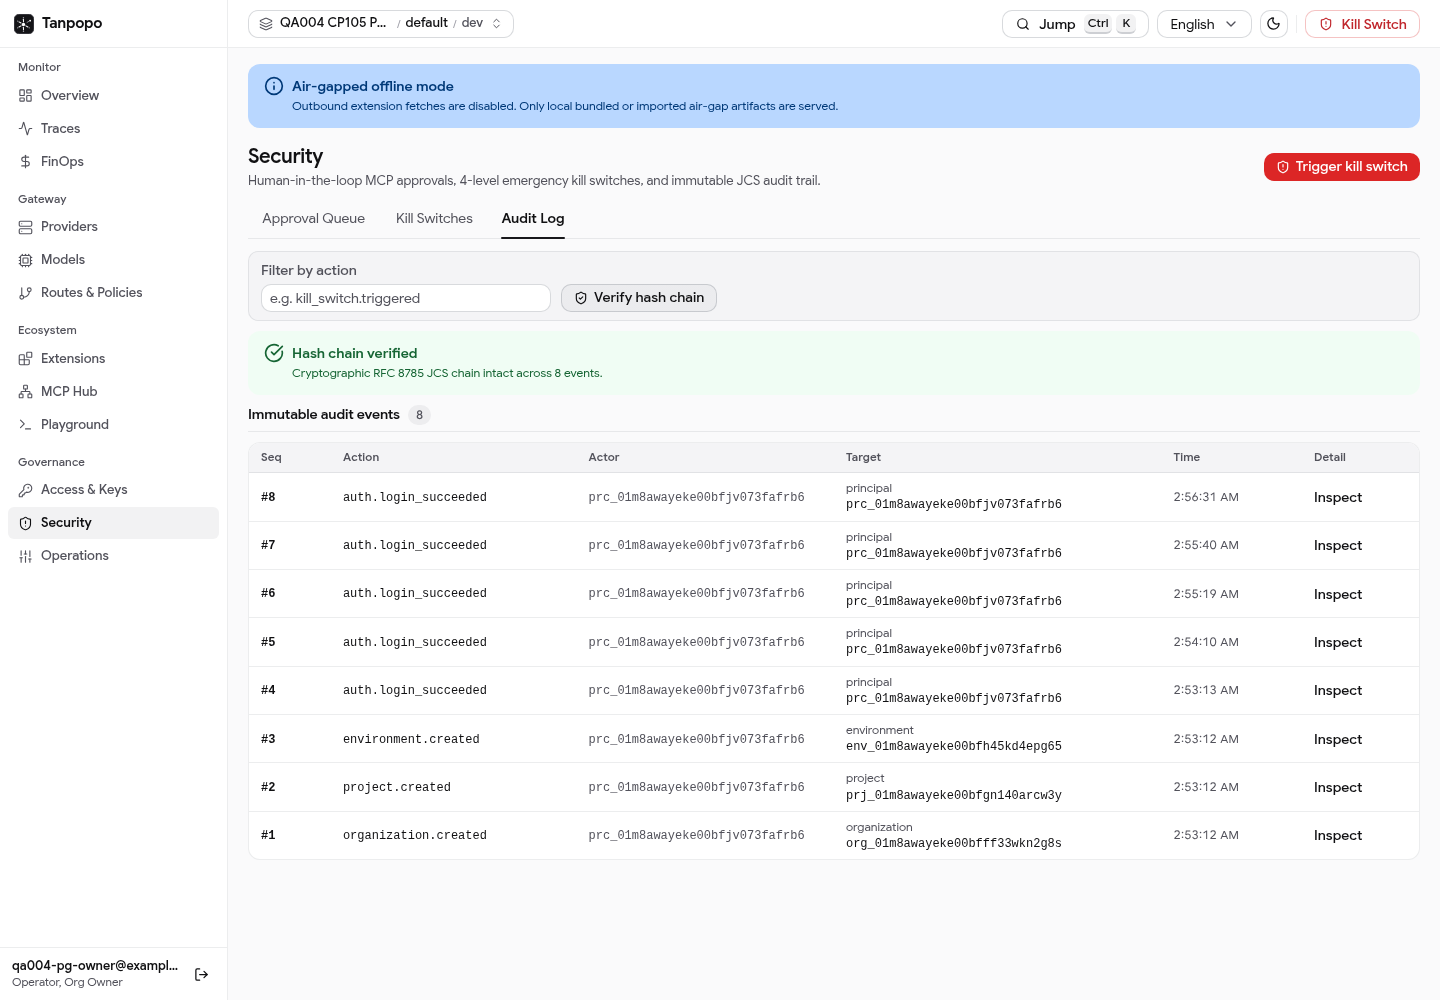 Tanpopo
QA004 CP105 P... / default / dev
Jump Ctrl K
English
Kill Switch
Monitor
Overview
Traces
FinOps
Gateway
Providers
Models
Routes & Policies
Ecosystem
Extensions
MCP Hub
Playground
Governance
Access & Keys
Security
Operations
qa004-pg-owner@exampl...
Operator, Org Owner
Air-gapped offline mode
Outbound extension fetches are disabled. Only local bundled or imported air-gap artifacts are served.
Security
Human-in-the-loop MCP approvals, 4-level emergency kill switches, and immutable JCS audit trail.
Trigger kill switch
Approval Queue Kill Switches Audit Log
Filter by action
e.g. kill_switch.triggered
Verify hash chain
Hash chain verified
Cryptographic RFC 8785 JCS chain intact across 8 events.
Immutable audit events 8
Seq Action Actor Target Time Detail
#8 auth.login_succeeded prc_01m8awayeke00bfjv073fafrb6 principal
prc_01m8awayeke00bfjv073fafrb6 2:56:31 AM Inspect
#7 auth.login_succeeded prc_01m8awayeke00bfjv073fafrb6 principal
prc_01m8awayeke00bfjv073fafrb6 2:55:40 AM Inspect
#6 auth.login_succeeded prc_01m8awayeke00bfjv073fafrb6 principal
prc_01m8awayeke00bfjv073fafrb6 2:55:19 AM Inspect
#5 auth.login_succeeded prc_01m8awayeke00bfjv073fafrb6 principal
prc_01m8awayeke00bfjv073fafrb6 2:54:10 AM Inspect
#4 auth.login_succeeded prc_01m8awayeke00bfjv073fafrb6 principal
prc_01m8awayeke00bfjv073fafrb6 2:53:13 AM Inspect
#3 environment.created prc_01m8awayeke00bfjv073fafrb6 environment
env_01m8awayeke00bfh45kd4epg65 2:53:12 AM Inspect
#2 project.created prc_01m8awayeke00bfjv073fafrb6 project
prj_01m8awayeke00bfgn140arcw3y 2:53:12 AM Inspect
#1 organization.created prc_01m8awayeke00bfjv073fafrb6 organization
org_01m8awayeke00bfff33wkn2g8s 2:53:12 AM Inspect